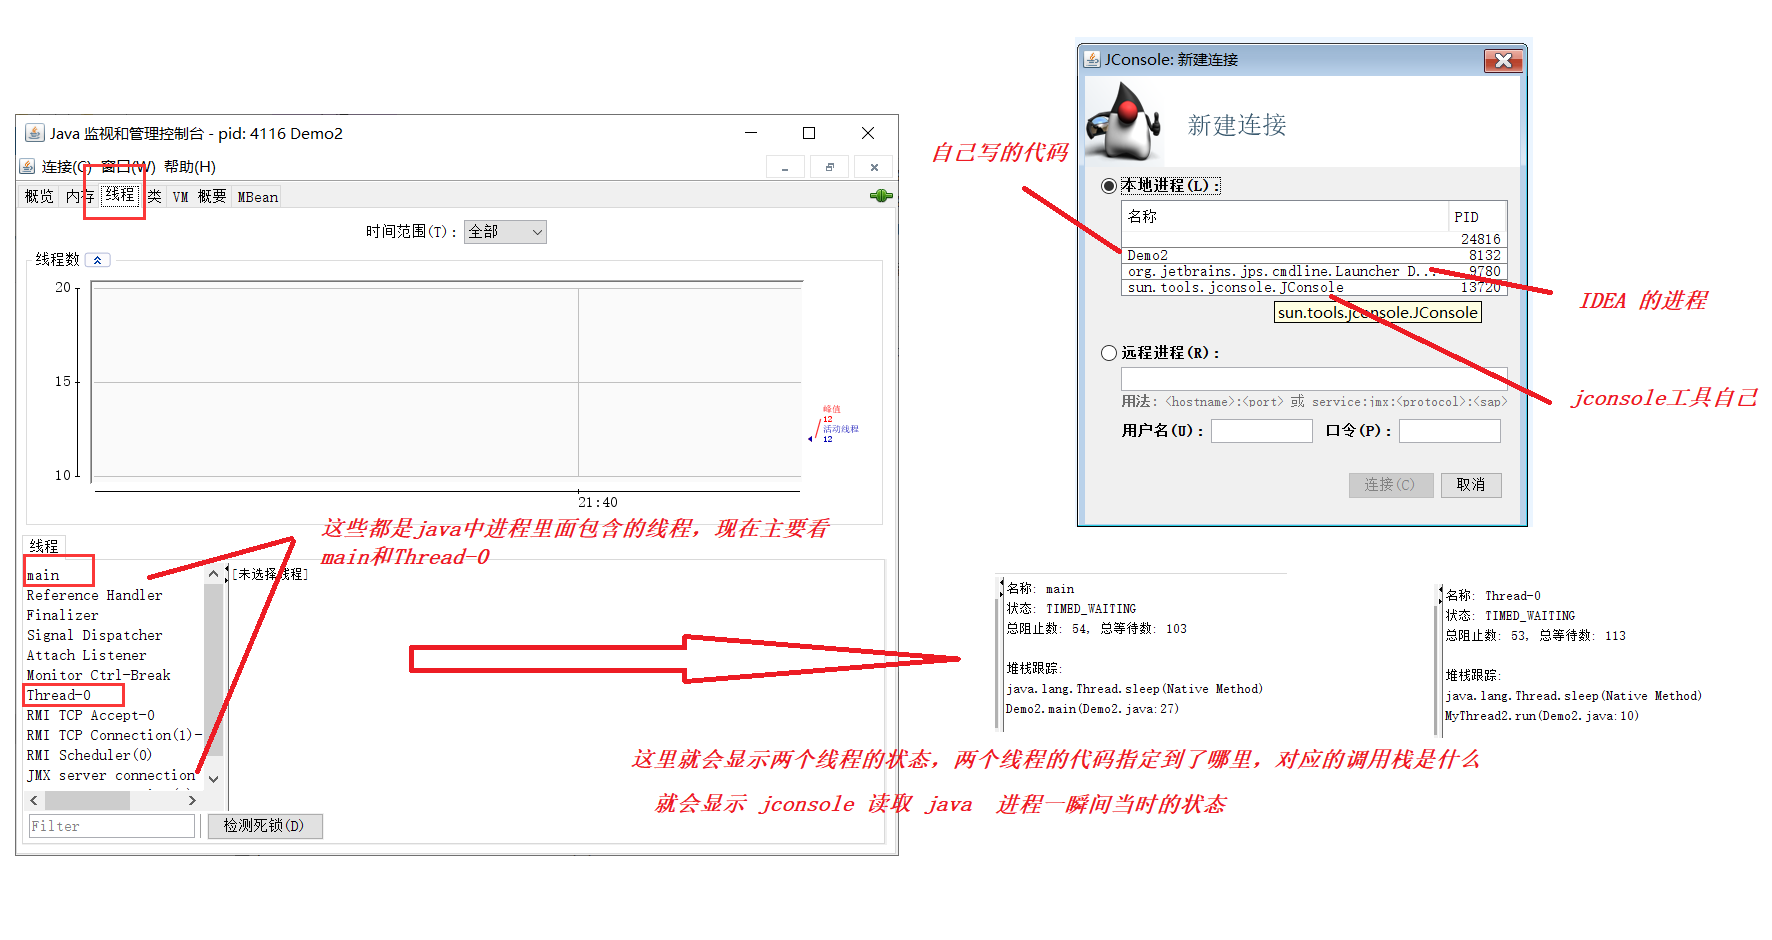 Java 监视和管理控制台 - pid: 4116 Demo2
连接(C) 窗口(W) 帮助(H)
概览 内存 线程 类 VM 概要 MBean
时间范围(T): 全部
线程数
20
15
10
峰值
12
活动线程
12
21:40
这些都是java中进程里面包含的线程，现在主要看
main和Thread-0
线程
main
Reference Handler
Finalizer
Signal Dispatcher
Attach Listener
Monitor Ctrl-Break
Thread-0
RMI TCP Accept-0
RMI TCP Connection(1)-
RMI Scheduler(0)
JMX server connection
[未选择线程]
Filter
检测死锁(D)
JConsole: 新建连接
新建连接
自己写的代码
本地进程(L):
名称 PID
24816
Demo2 8132
org.jetbrains.jps.cmdline.Launcher D... 9780
sun.tools.jconsole.JConsole 13720
sun.tools.jconsole.JConsole
IDEA 的进程
远程进程(R):
用法: <hostname>:<port> 或 service:jmx:<protocol>:<sap>
jconsole工具自己
用户名(U): 口令(P):
连接(C) 取消
名称: main
状态: TIMED_WAITING
总阻止数: 54, 总等待数: 103
堆栈跟踪:
java.lang.Thread.sleep(Native Method)
Demo2.main(Demo2.java:27)
名称: Thread-0
状态: TIMED_WAITING
总阻止数: 53, 总等待数: 113
堆栈跟踪:
java.lang.Thread.sleep(Native Method)
MyThread2.run(Demo2.java:10)
这里就会显示两个线程的状态，两个线程的代码指定到了哪里，对应的调用栈是什么
就会显示 jconsole 读取 java 进程一瞬间当时的状态